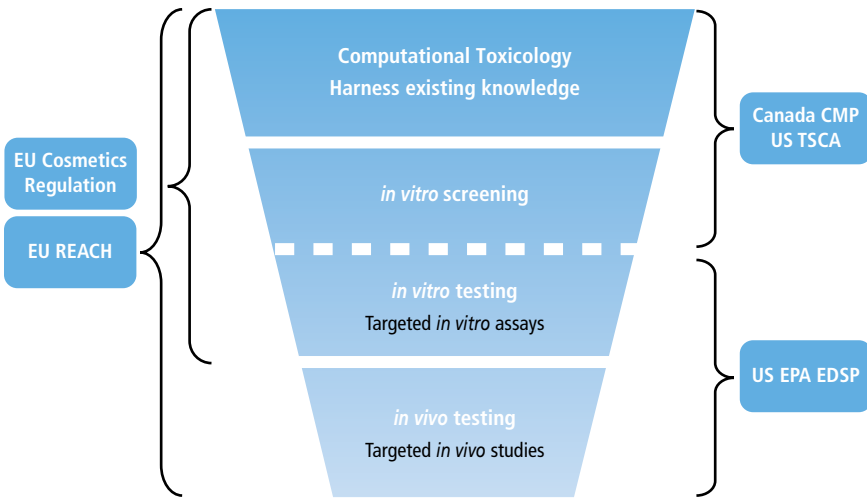 Computational Toxicology
Harness existing knowledge
Canada CMP
US TSCA
EU Cosmetics
Regulation
in vitro screening
EU REACH
in vitro testing
Targeted in vitro assays
US EPA EDSP
in vivo testing
Targeted in vivo studies